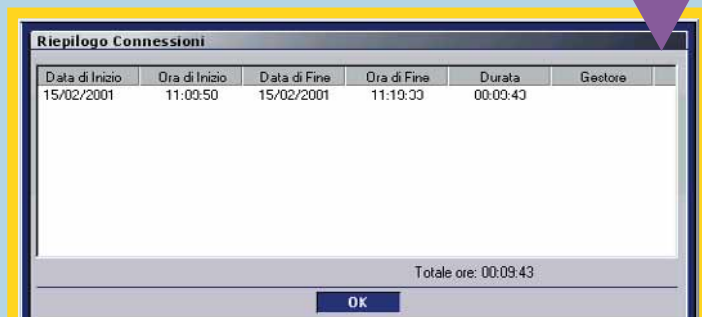 Riepilogo Connessioni
Data di Inizio Ora di Inizio Data di Fine Ora di Fine Durata Gestore
15/02/2001 11:09:50 15/02/2001 11:19:33 00:09:43
Totale ore: 00:09:43
OK